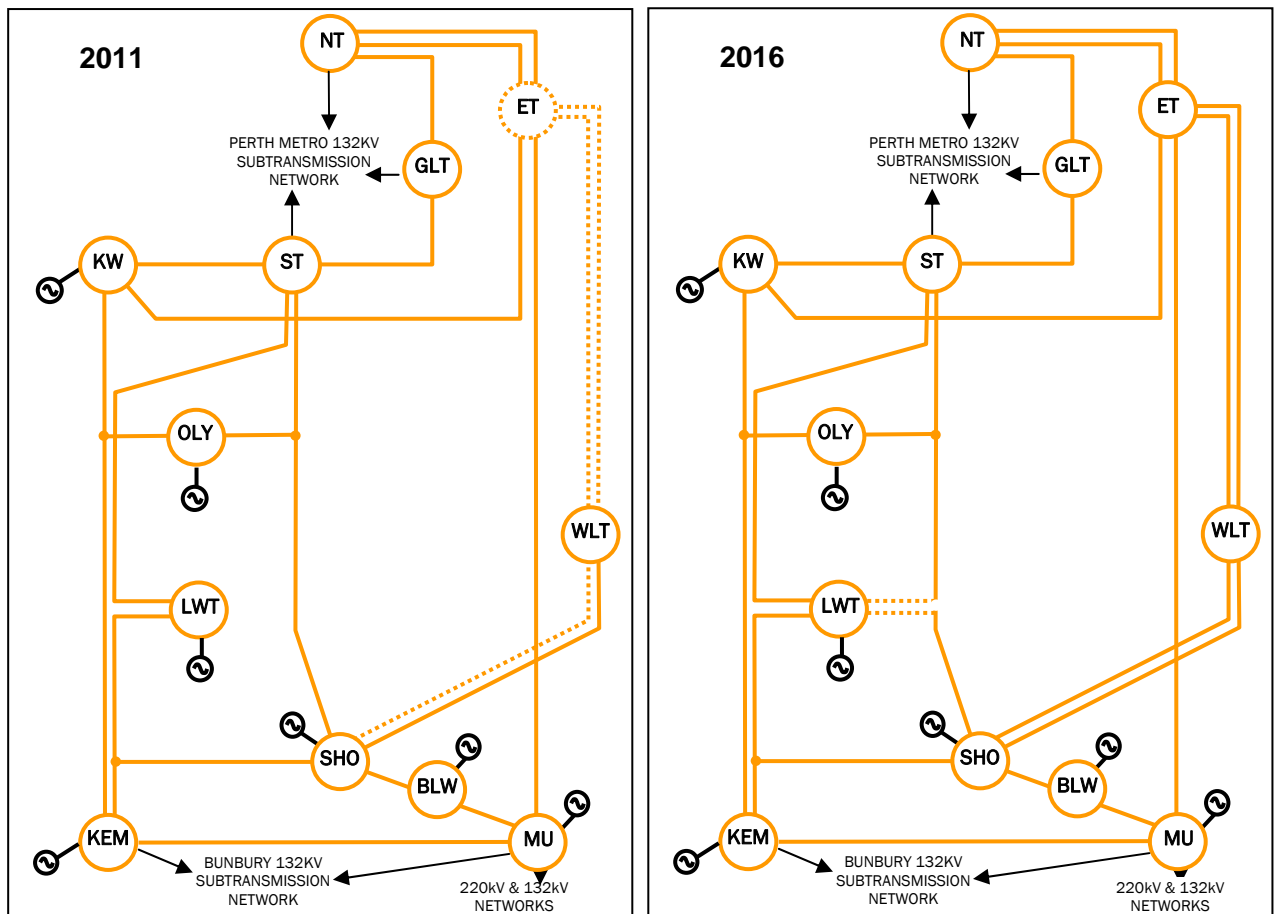 2011
NT
ET
PERTH METRO 132KV
SUBTRANSMISSION
NETWORK
GLT
KW
ST
OLY
WLT
LWT
SHO
BLW
KEM
MU
BUNBURY 132KV
SUBTRANSMISSION
NETWORK
220kV & 132kV
NETWORKS
2016
NT
ET
PERTH METRO 132KV
SUBTRANSMISSION
NETWORK
GLT
KW
ST
OLY
WLT
LWT
SHO
BLW
KEM
MU
BUNBURY 132KV
SUBTRANSMISSION
NETWORK
220kV & 132kV
NETWORKS